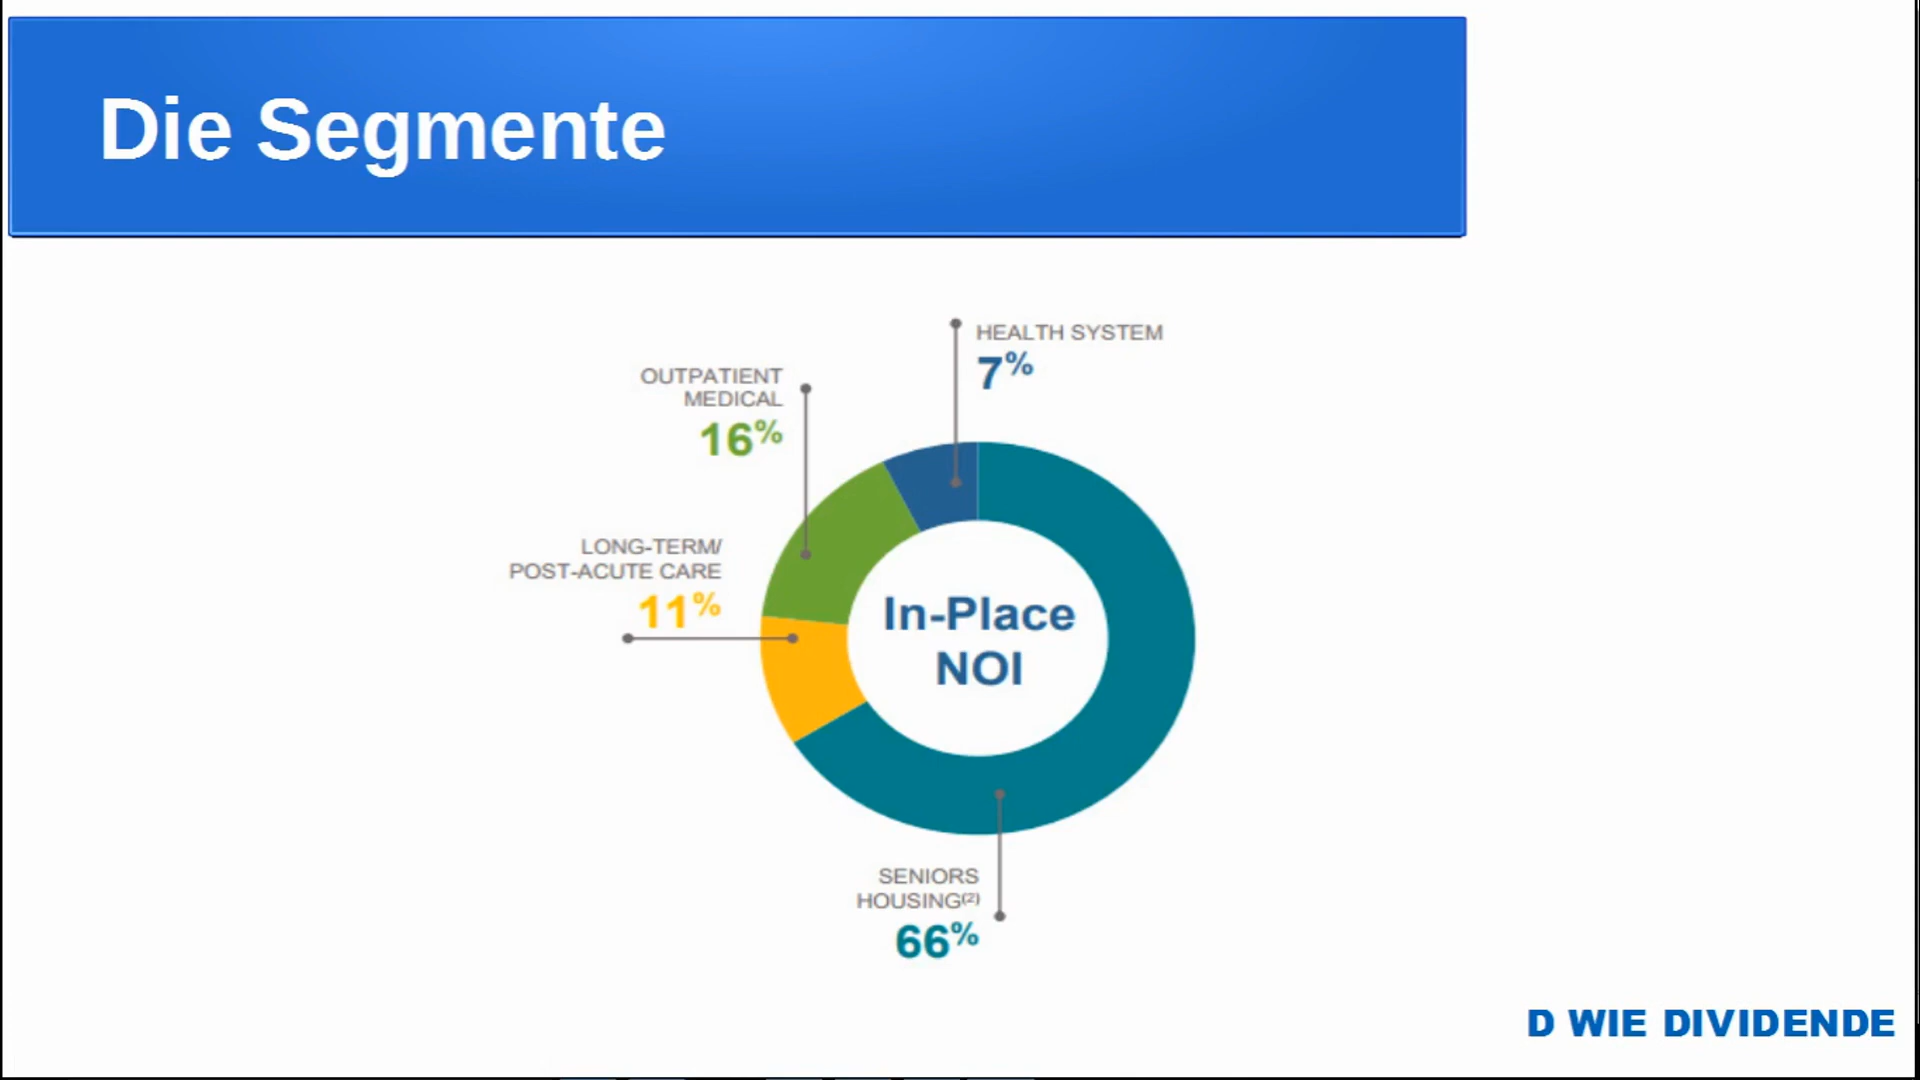 Die Segmente
HEALTH SYSTEM
7%
OUTPATIENT
MEDICAL
16%
LONG-TERM/
POST-ACUTE CARE
11%
In-Place
NOI
SENIORS
HOUSING(2)
66%
D WIE DIVIDENDE